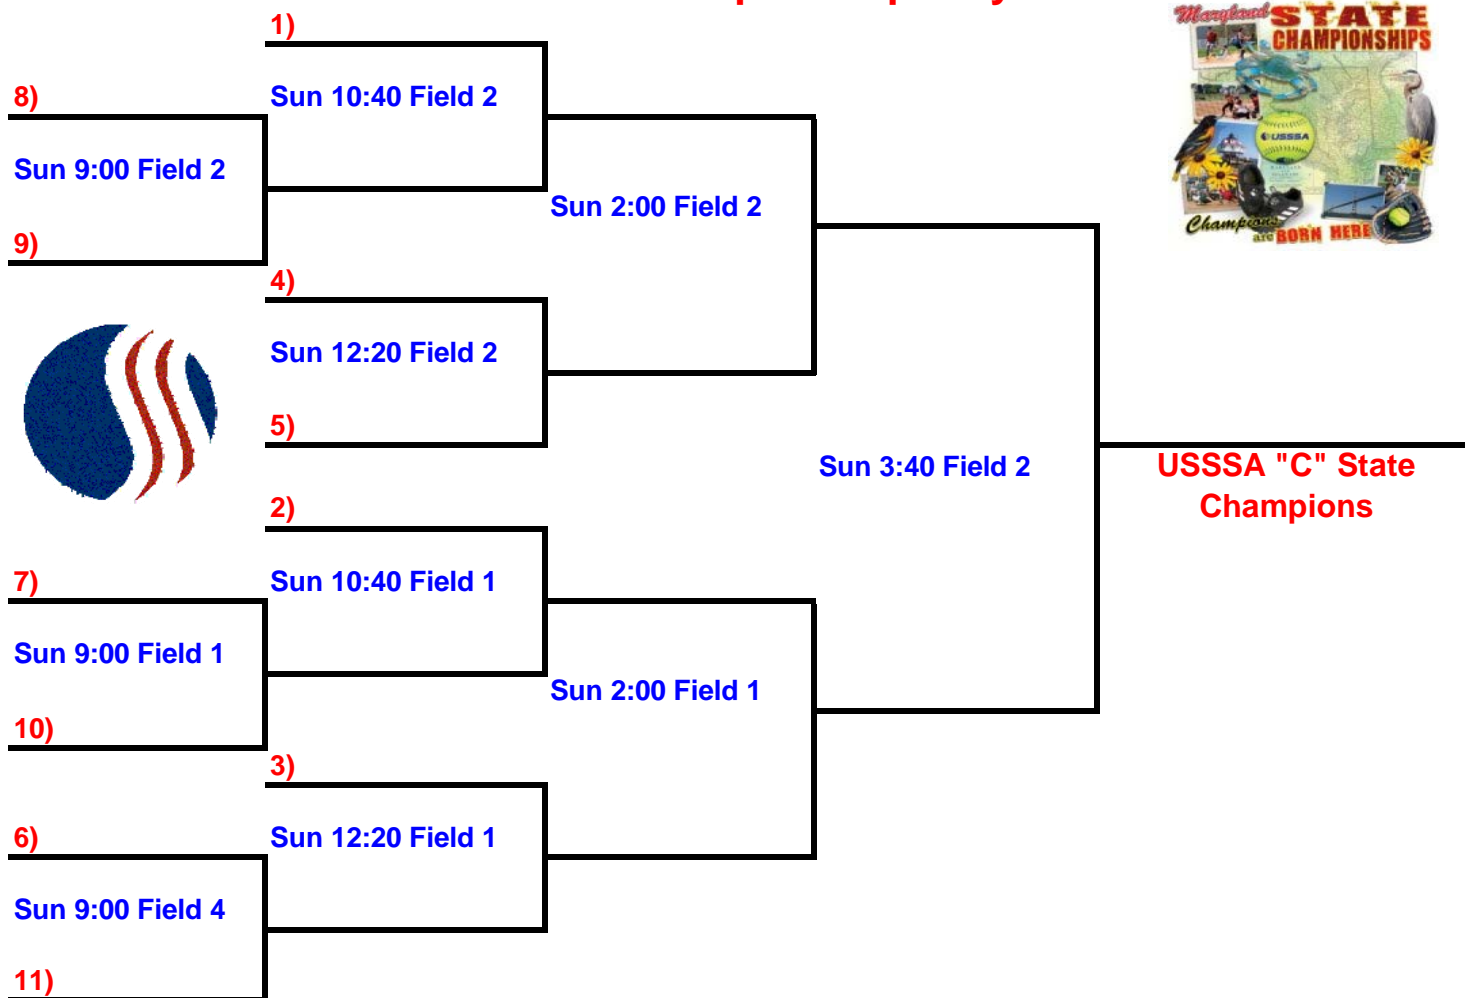 1)
8)
Sun 10:40 Field 2
Sun 9:00 Field 2
Sun 2:00 Field 2
9)
4)
Sun 12:20 Field 2
5)
Sun 3:40 Field 2
USSSA "C" State
Champions
2)
7)
Sun 10:40 Field 1
Sun 9:00 Field 1
Sun 2:00 Field 1
10)
3)
6)
Sun 12:20 Field 1
Sun 9:00 Field 4
11)
Maryland STATE
CHAMPIONSHIPS
USSSA
Champions
are BORN HERE